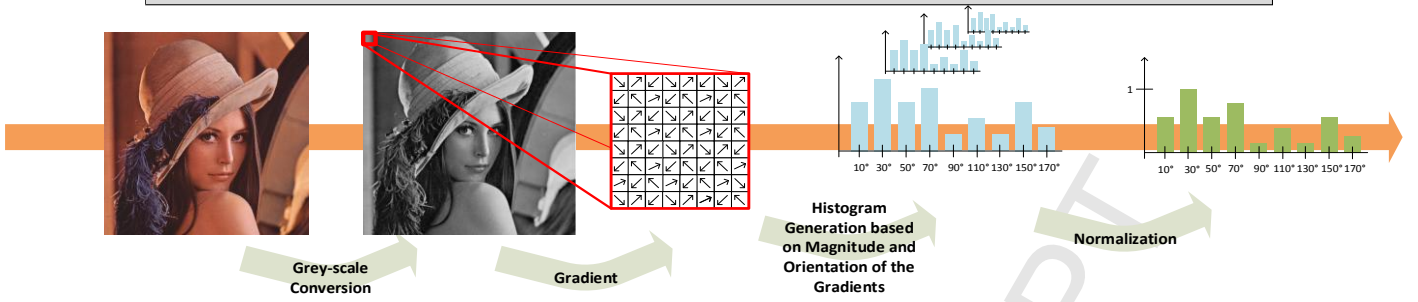 10° 30° 50° 70° 90° 110° 130° 150° 170°
1
10° 30° 50° 70° 90° 110° 130° 150° 170°
Grey-scale
Conversion
Gradient
Histogram
Generation based
on Magnitude and
Orientation of the
Gradients
Normalization
PT